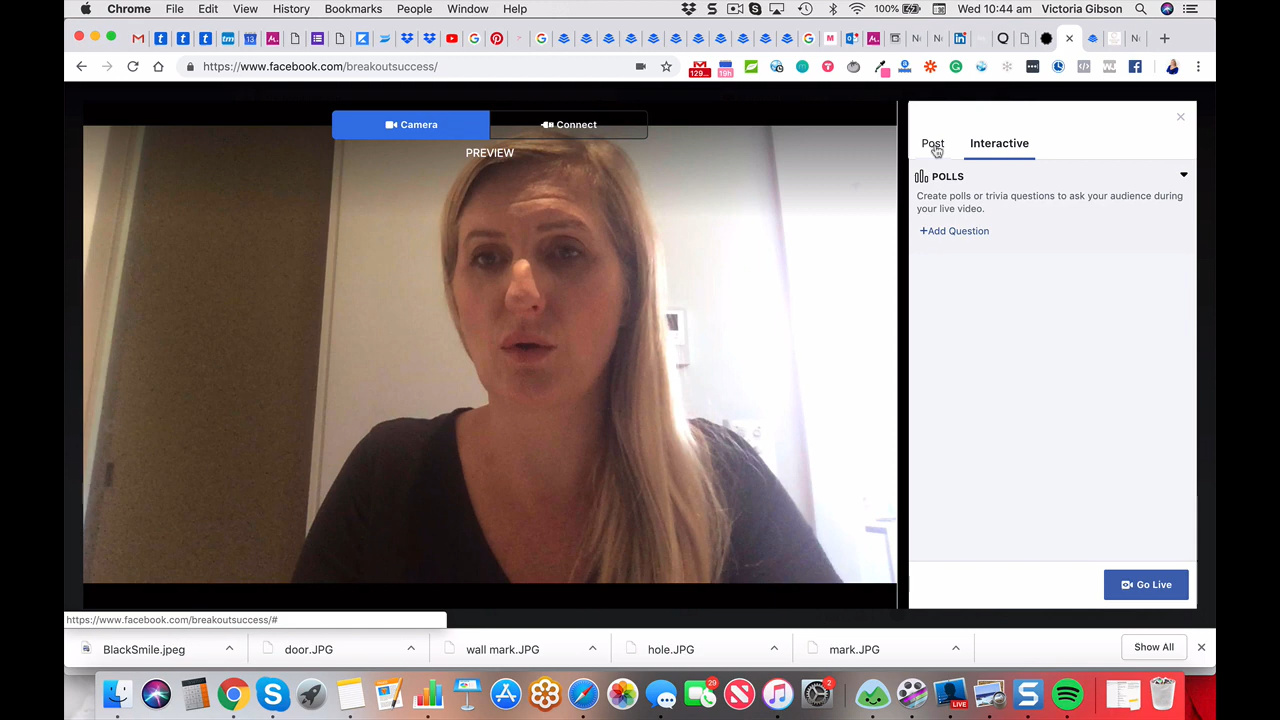 Chrome File Edit View History Bookmarks People Window Help 100% Wed 10:44 am Victoria Gibson
https://www.facebook.com/breakoutsuccess/
Camera Connect
PREVIEW
Post Interactive
POLLS
Create polls or trivia questions to ask your audience during
your live video.
+Add Question
Go Live
https://www.facebook.com/breakoutsuccess/#
BlackSmile.jpeg door.JPG wall mark.JPG hole.JPG mark.JPG Show All
29
2
LIVE